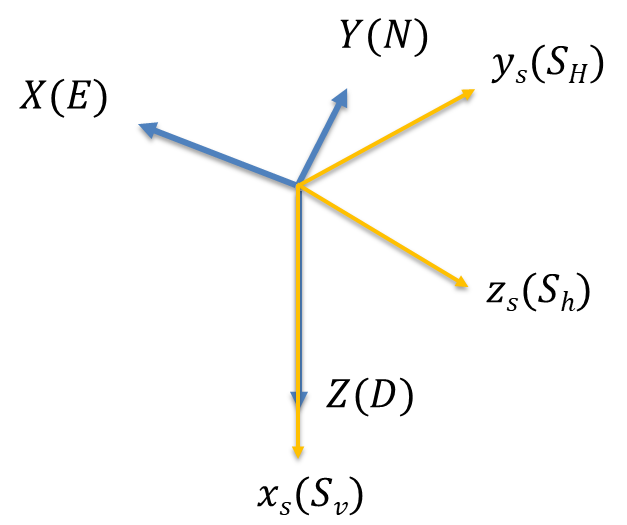 Y(N)
y_s(S_H)
X(E)
z_s(S_h)
Z(D)
x_s(S_v)